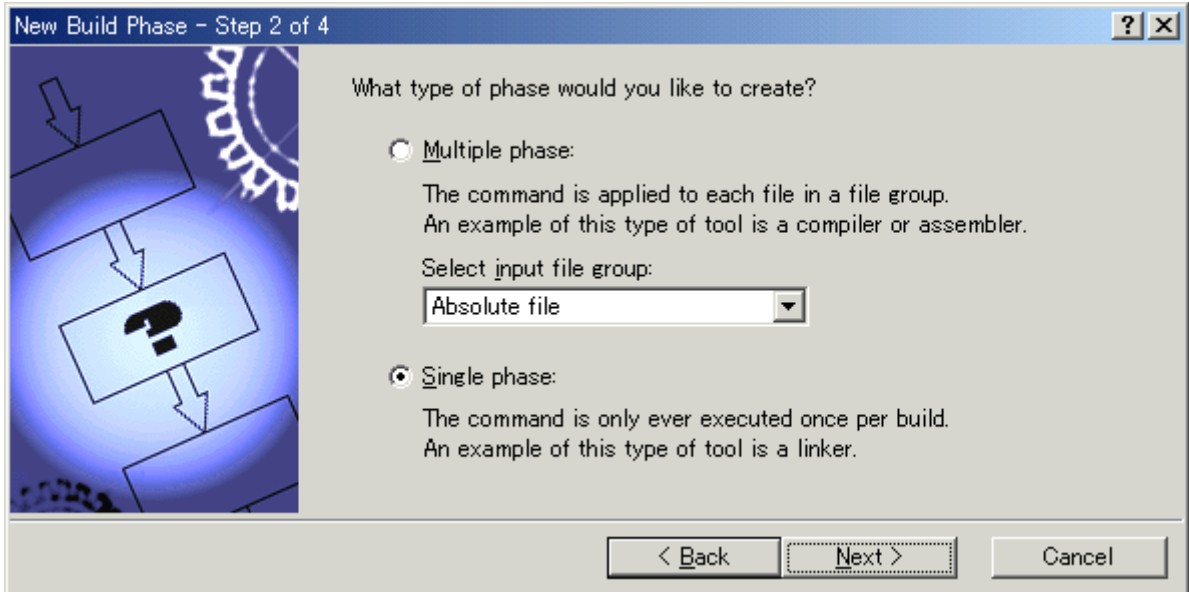 New Build Phase - Step 2 of 4
What type of phase would you like to create?
Multiple phase:
The command is applied to each file in a file group.
An example of this type of tool is a compiler or assembler.
Select input file group:
Absolute file
Single phase:
The command is only ever executed once per build.
An example of this type of tool is a linker.
< Back Next > Cancel